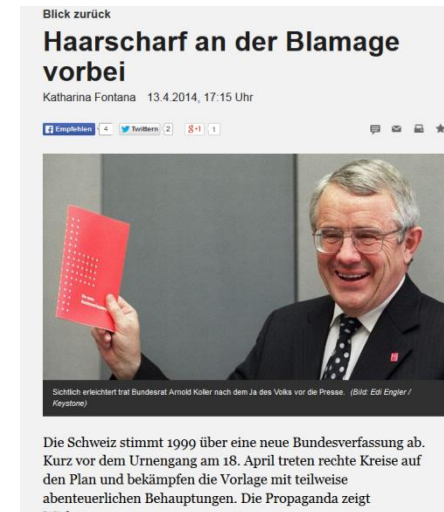 Blick zurück
Haarscharf an der Blamage
vorbei
Katharina Fontana 13.4.2014, 17:15 Uhr
Empfehlen 4 Twittern 2 g+1 1
Sichtlich erleichtert trat Bundesrat Arnold Koller nach dem Ja des Volks vor die Presse. (Bild: Edi Engler /
Keystone)
Die Schweiz stimmt 1999 über eine neue Bundesverfassung ab.
Kurz vor dem Urnengang am 18. April treten rechte Kreise auf
den Plan und bekämpfen die Vorlage mit teilweise
abenteuerlichen Behauptungen. Die Propaganda zeigt